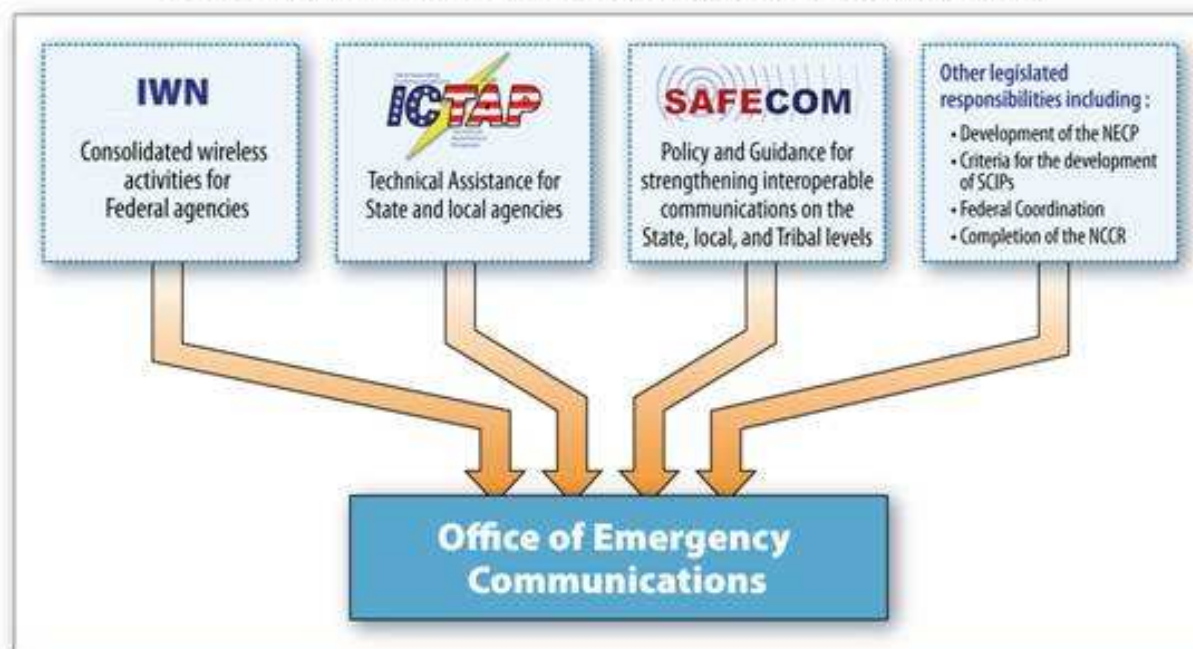 IWN
Consolidated wireless
activities for
Federal agencies
ICTAP
Technical Assistance for
State and local agencies
SAFECOM
Policy and Guidance for
strengthening interoperable
communications on the
State, local, and Tribal levels
Other legislated
responsibilities including :
• Development of the NECP
• Criteria for the development
of SCIPs
• Federal Coordination
• Completion of the NCCR
Office of Emergency
Communications